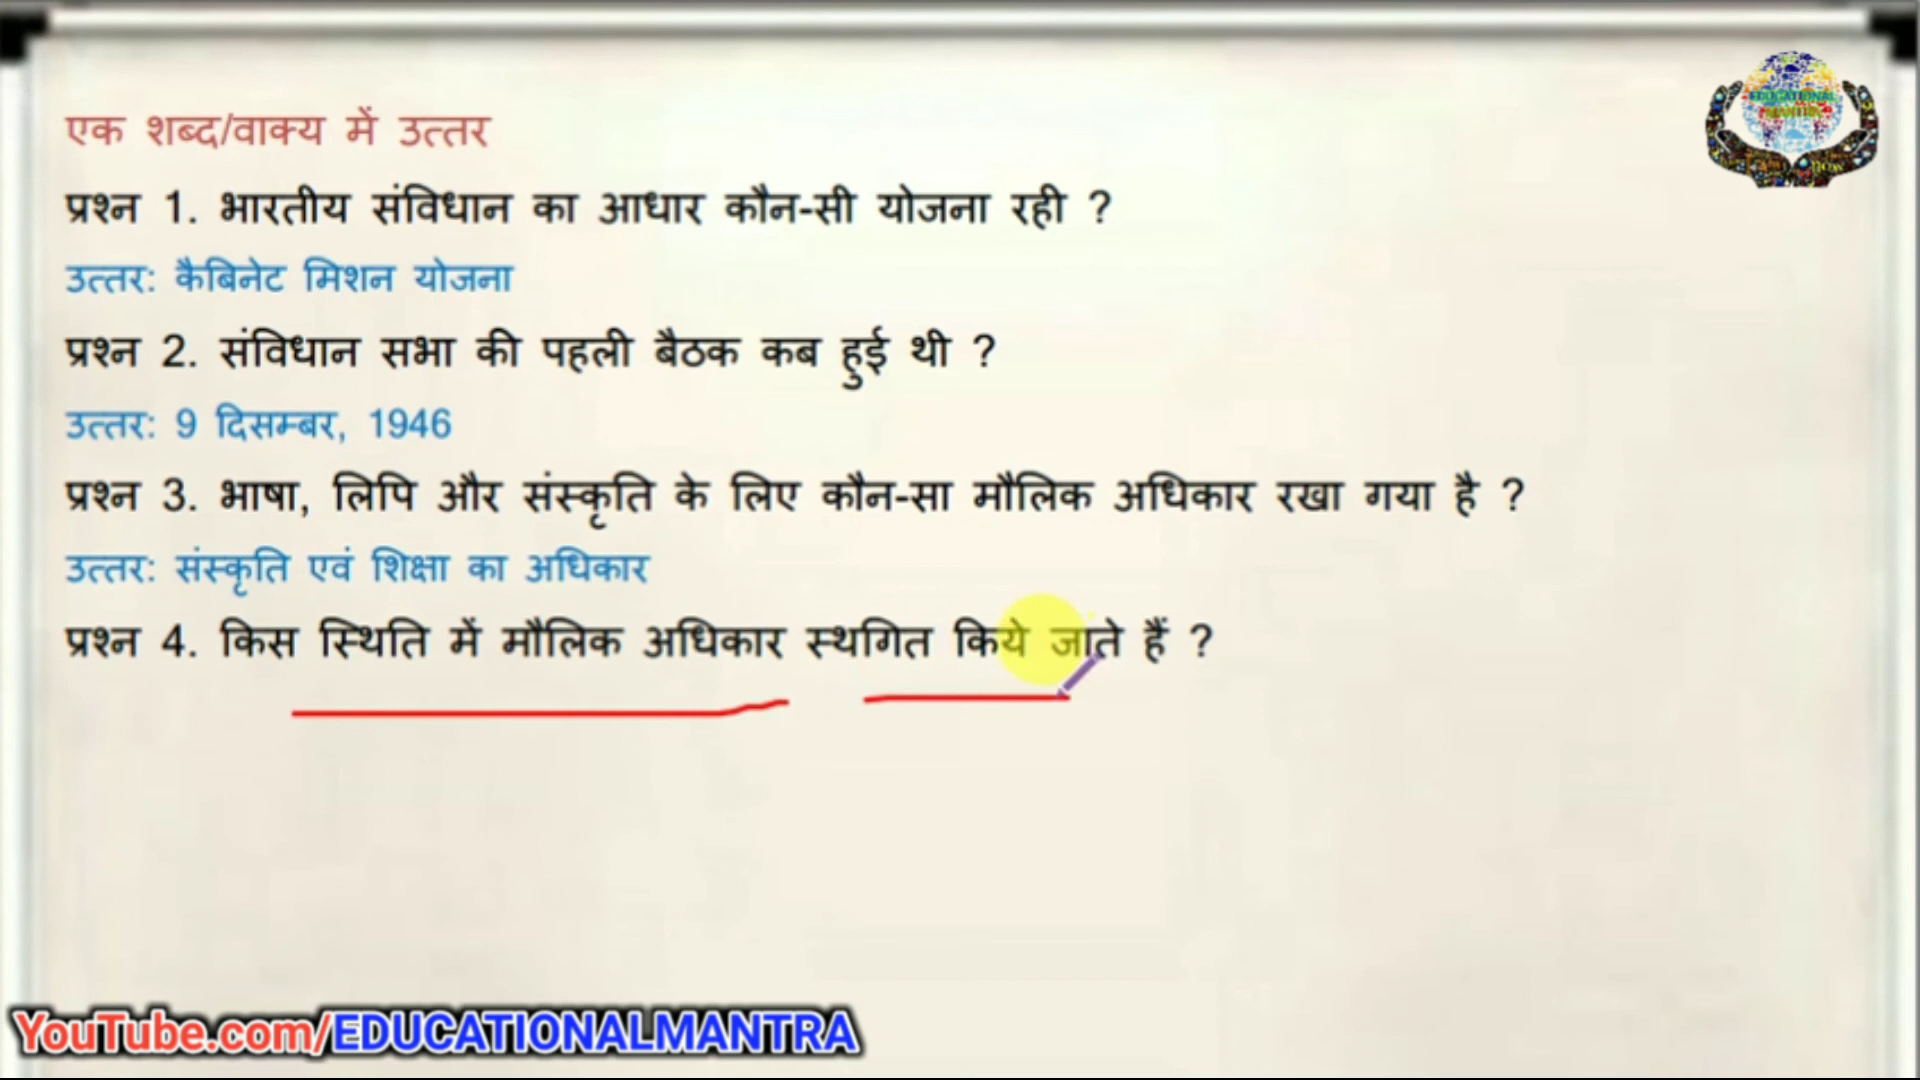 EDUCATIONAL
MANTRA
एक शब्द/वाक्य में उत्तर
प्रश्न 1. भारतीय संविधान का आधार कौन-सी योजना रही ?
उत्तर: कैबिनेट मिशन योजना
प्रश्न 2. संविधान सभा की पहली बैठक कब हुई थी ?
उत्तर: 9 दिसम्बर, 1946
प्रश्न 3. भाषा, लिपि और संस्कृति के लिए कौन-सा मौलिक अधिकार रखा गया है ?
उत्तर: संस्कृति एवं शिक्षा का अधिकार
प्रश्न 4. किस स्थिति में मौलिक अधिकार स्थगित किये जाते हैं ?
YouTube.com/EDUCATIONALMANTRA